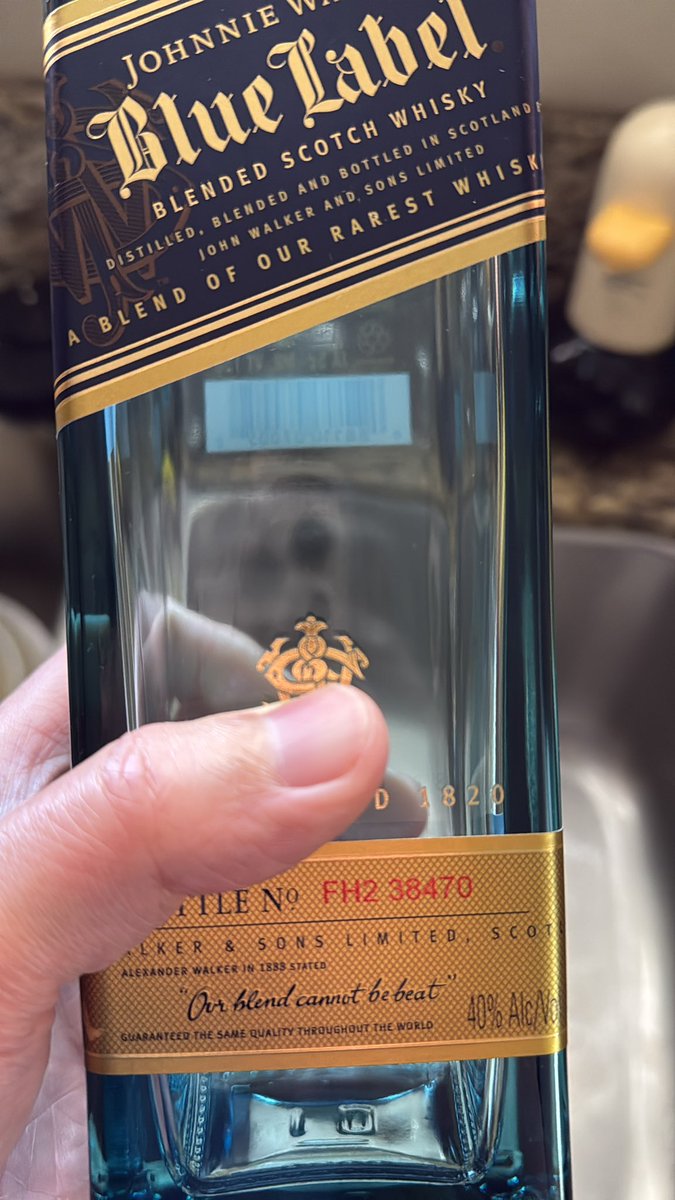 JOHNNIE
Blue Label
BLENDED SCOTCH WHISKY
DISTILLED, BLENDED AND BOTTLED IN SCOTLAND
JOHN WALKER AND SONS LIMITED
A BLEND OF OUR RAREST WHISK
D 1820
TTLE No FH2 38470
LKER & SONS LIMITED, SCOT
ALEXANDER WALKER IN 1888 STATED
"Our blend cannot be beat"
40% Alc/Vo
GUARANTEED THE SAME QUALITY THROUGHOUT THE WORLD